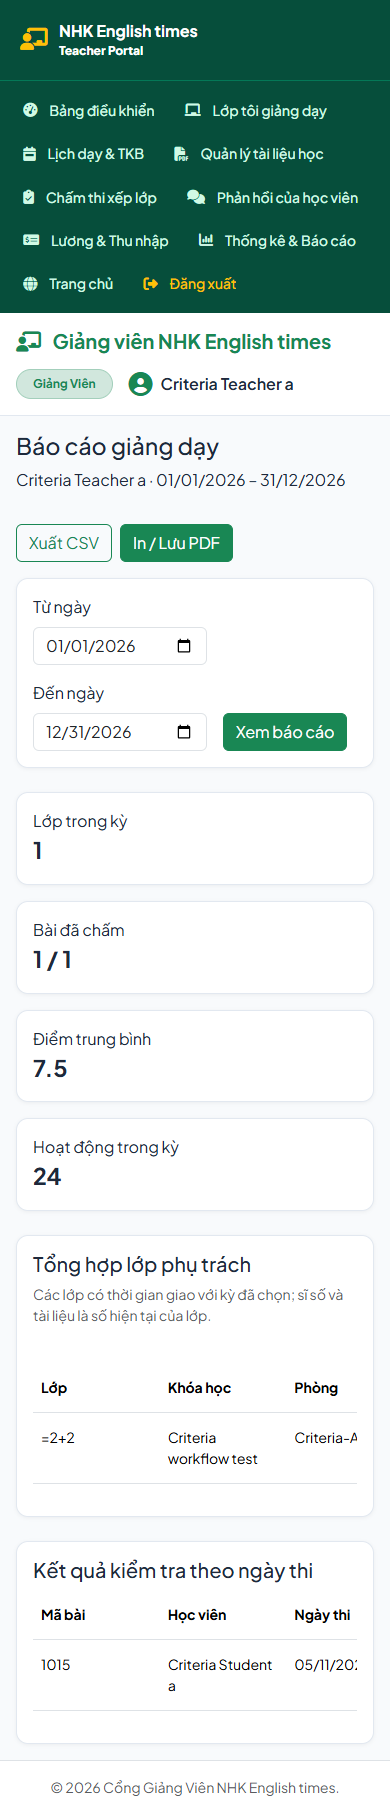 NHK English times
Teacher Portal
Bảng điều khiển
Lớp tôi giảng dạy
Lịch dạy & TKB
Quản lý tài liệu học
Chấm thi xếp lớp
Phản hồi của học viên
Lương & Thu nhập
Thống kê & Báo cáo
Trang chủ
Đăng xuất
Giảng viên NHK English times
Giảng Viên
Criteria Teacher a
Báo cáo giảng dạy
Criteria Teacher a · 01/01/2026 – 31/12/2026
Xuất CSV
In / Lưu PDF
Từ ngày
01/01/2026
Đến ngày
12/31/2026
Xem báo cáo
Lớp trong kỳ
1
Bài đã chấm
1 / 1
Điểm trung bình
7.5
Hoạt động trong kỳ
24
Tổng hợp lớp phụ trách
Các lớp có thời gian giao với kỳ đã chọn; sĩ số và
tài liệu là số hiện tại của lớp.
Lớp Khóa học Phòng
=2+2 Criteria Criteria-A
workflow test
Kết quả kiểm tra theo ngày thi
Mã bài Học viên Ngày thi
1015 Criteria Student 05/11/202
a
© 2026 Cổng Giảng Viên NHK English times.